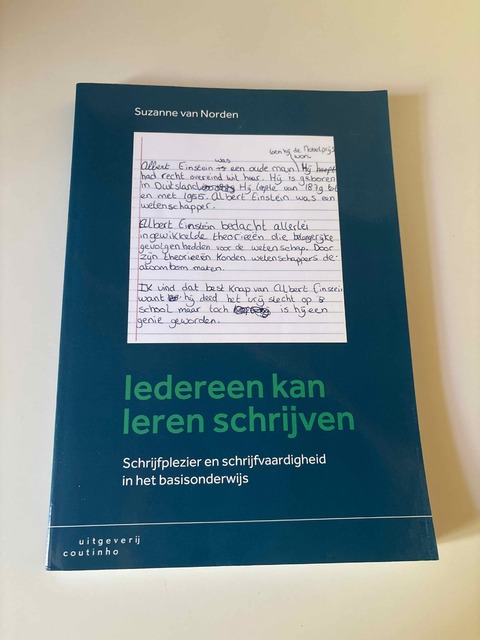 Suzanne van Norden
toen hij de Nobelprijs
won.
was
Albert Einstein is een oude man. Hij heeft
had recht overeind wit haar. Hij is geboren
in Duitsland Hij leefde van 1879 tot
en met 1955. Albert Einstein was een
wetenschapper.
Albert Einstein bedacht allerlei
ingewikkelde theorieën die belangrijke
gevolgen hadden voor de wetenschap. Door
zijn theorieën konden wetenschappers de
atoombom maken.
Ik vind dat best knap van Albert Einstein
want hij deed het vrij slecht op
school maar toch is hij een
genie geworden.
Iedereen kan
leren schrijven
Schrijfplezier en schrijfvaardigheid
in het basisonderwijs
uitgeverij
coutinho